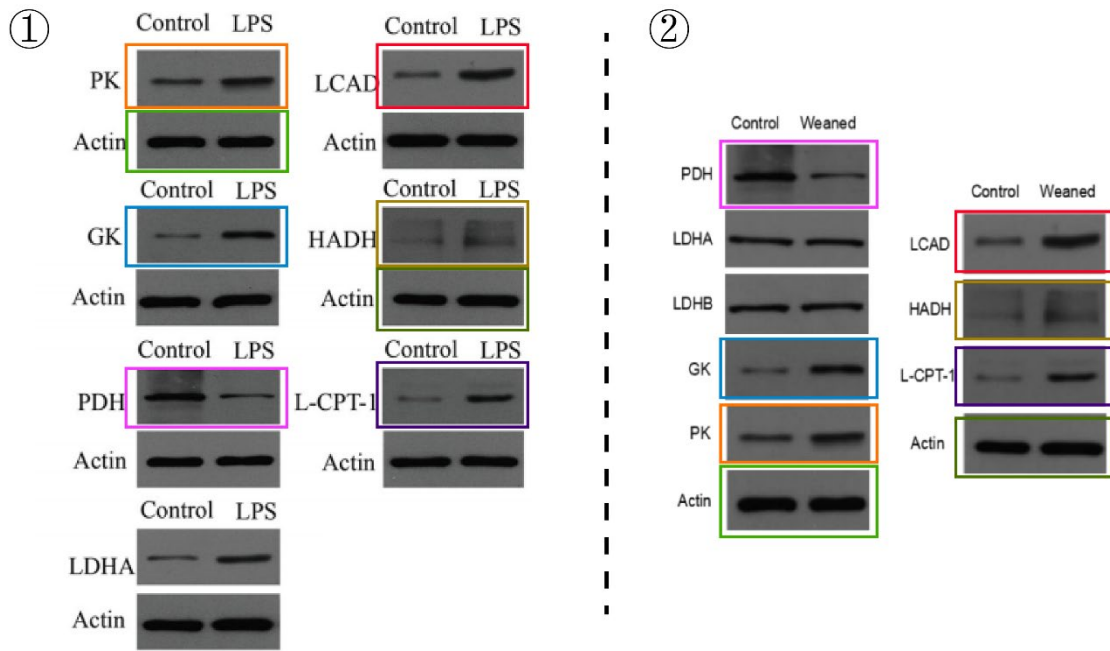 ①
Control LPS
PK
Actin
Control LPS
GK
Actin
Control LPS
PDH
Actin
Control LPS
LDHA
Actin
Control LPS
LCAD
Actin
Control LPS
HADH
Actin
Control LPS
L-CPT-1
Actin
②
Control Weaned
PDH
LDHA
LDHB
GK
PK
Actin
Control Weaned
LCAD
HADH
L-CPT-1
Actin